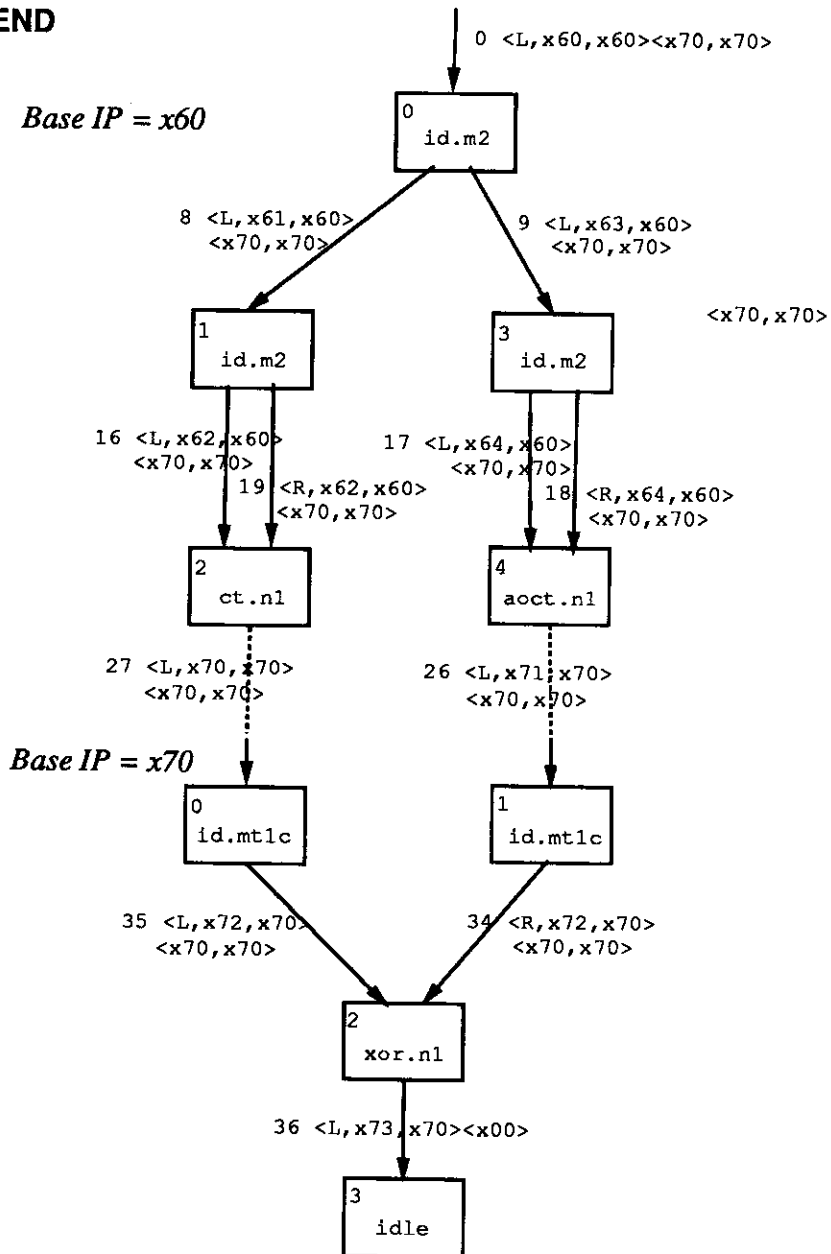 END
0 <L,x60,x60><x70,x70>
Base IP = x60
0
id.m2
8 <L,x61,x60>
<x70,x70>
9 <L,x63,x60>
<x70,x70>
<x70,x70>
1
id.m2
3
id.m2
16 <L,x62,x60>
<x70,x70>
17 <L,x64,x60>
<x70,x70>
19 <R,x62,x60>
<x70,x70>
18 <R,x64,x60>
<x70,x70>
2
ct.n1
4
aoct.n1
27 <L,x70,x70>
<x70,x70>
26 <L,x71,x70>
<x70,x70>
Base IP = x70
0
id.mt1c
1
id.mt1c
35 <L,x72,x70>
<x70,x70>
34 <R,x72,x70>
<x70,x70>
2
xor.n1
36 <L,x73,x70><x00>
3
idle